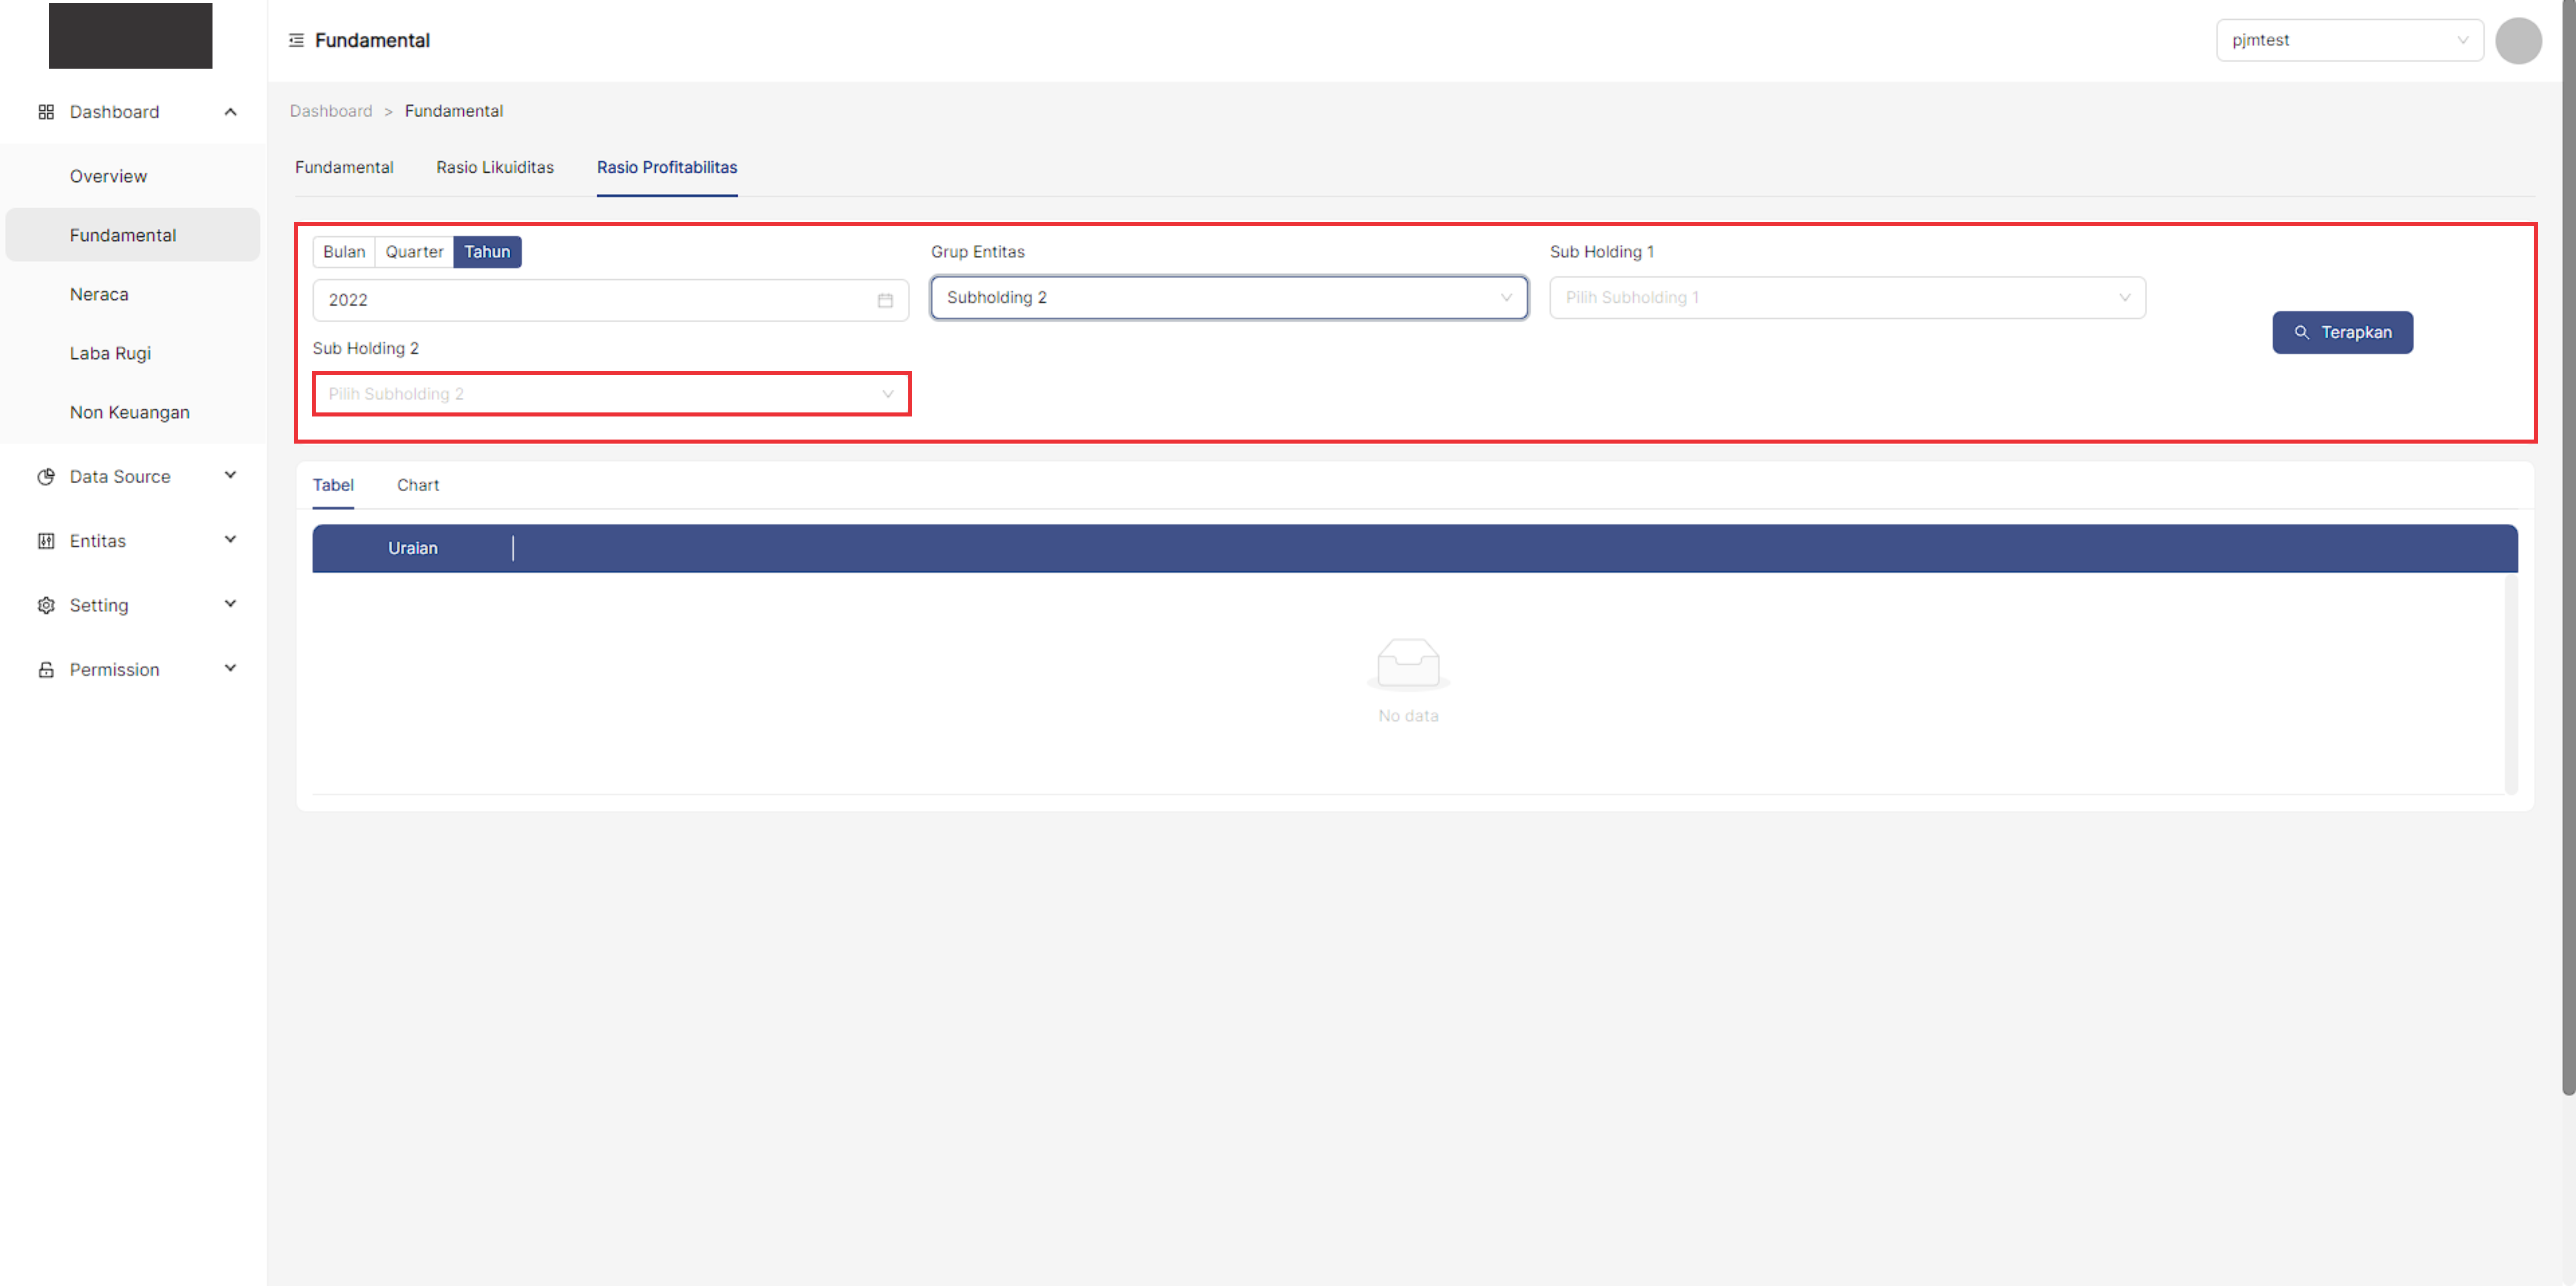 Fundamental
pjmtest
Dashboard
Overview
Fundamental
Neraca
Laba Rugi
Non Keuangan
Data Source
Entitas
Setting
Permission
Dashboard > Fundamental
Fundamental Rasio Likuiditas Rasio Profitabilitas
Bulan Quarter Tahun
2022
Grup Entitas
Subholding 2
Sub Holding 1
Pilih Subholding 1
Terapkan
Sub Holding 2
Pilih Subholding 2
Tabel Chart
Uraian
No data